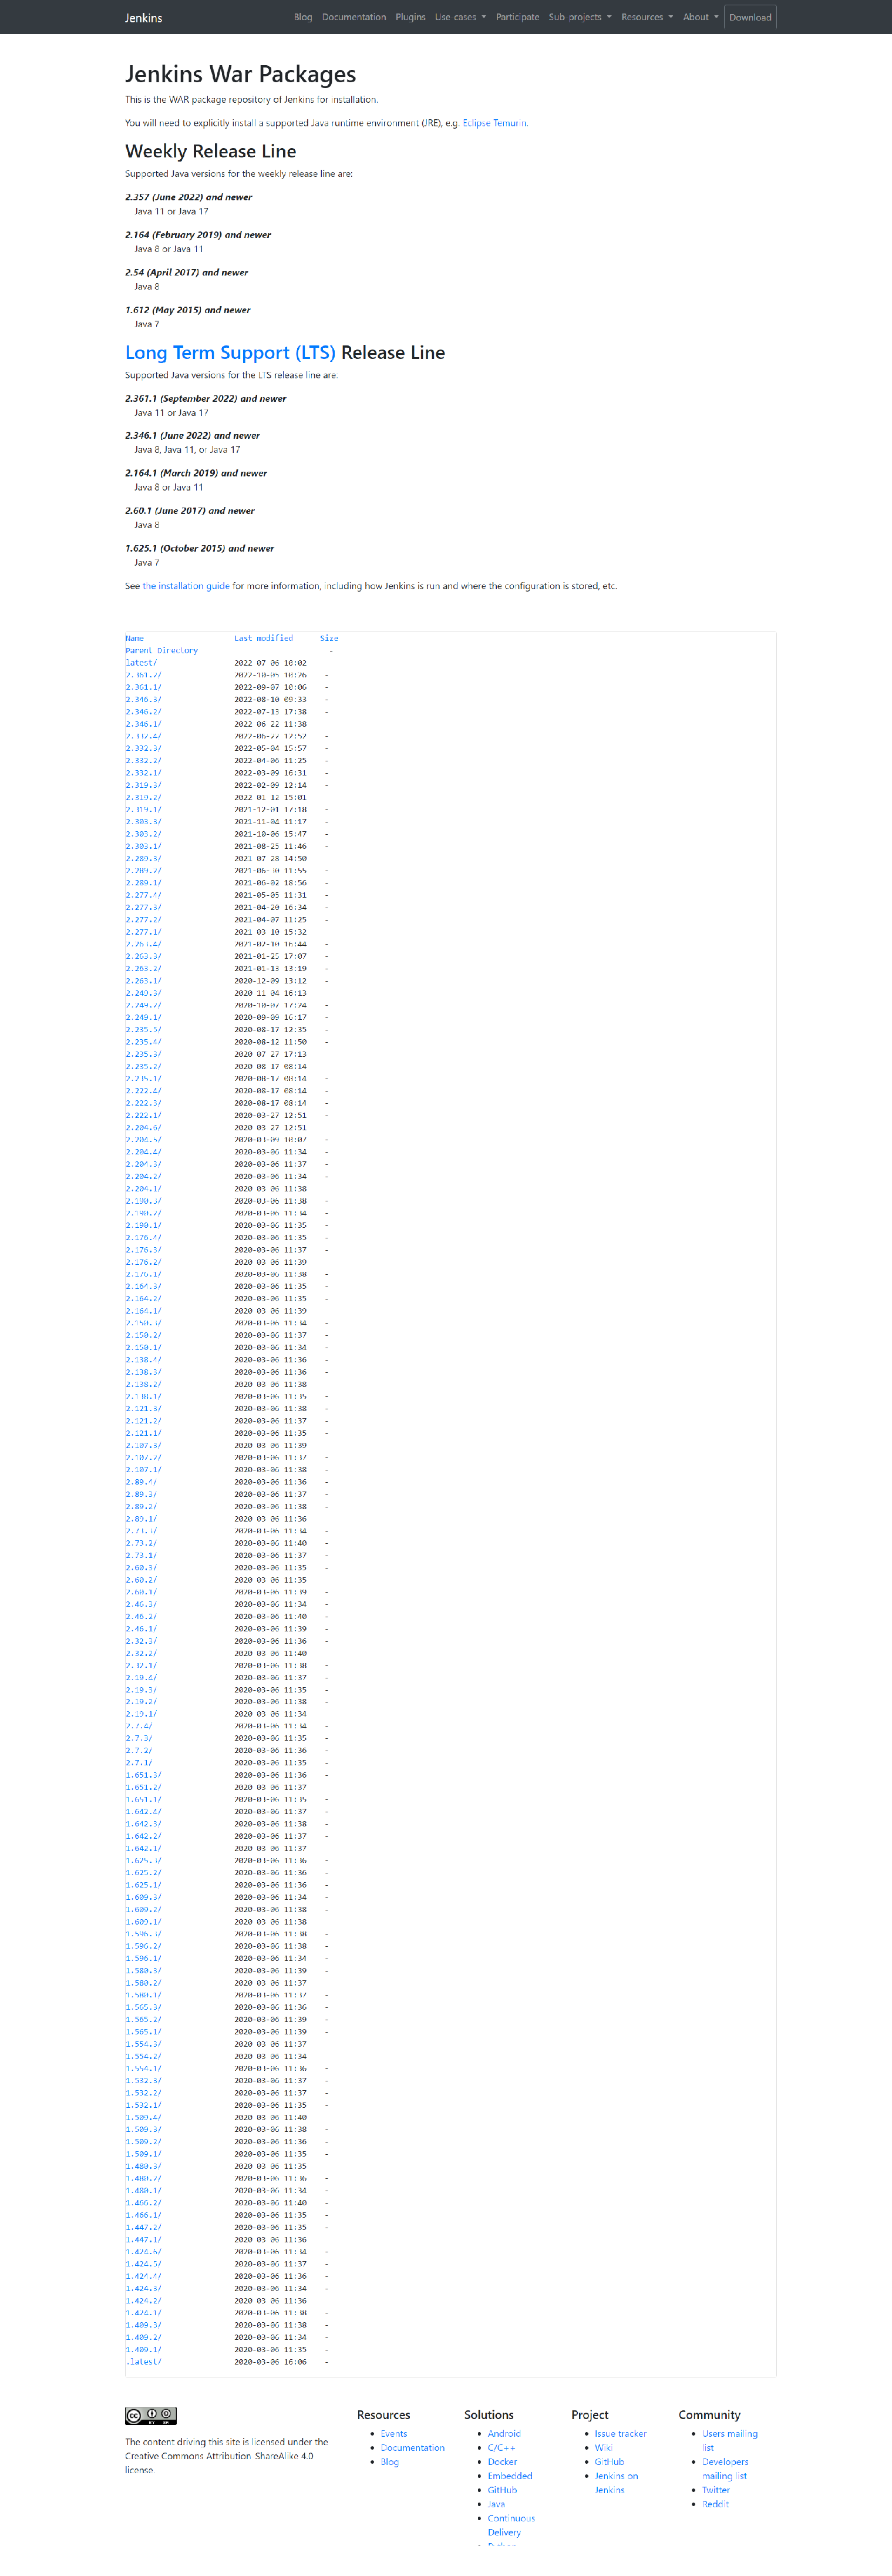 Jenkins Blog Documentation Plugins Use-cases Participate Sub-projects Resources About Download
Jenkins War Packages
This is the WAR package repository of Jenkins for installation.
You will need to explicitly install a supported Java runtime environment (JRE), e.g. Eclipse Temurin.
Weekly Release Line
Supported Java versions for the weekly release line are:
2.357 (June 2022) and newer
Java 11 or Java 17
2.164 (February 2019) and newer
Java 8 or Java 11
2.54 (April 2017) and newer
Java 8
1.612 (May 2015) and newer
Java 7
Long Term Support (LTS) Release Line
Supported Java versions for the LTS release line are:
2.361.1 (September 2022) and newer
Java 11 or Java 17
2.346.1 (June 2022) and newer
Java 8, Java 11, or Java 17
2.164.1 (March 2019) and newer
Java 8 or Java 11
2.60.1 (June 2017) and newer
Java 8
1.625.1 (October 2015) and newer
Java 7
See the installation guide for more information, including how Jenkins is run and where the configuration is stored, etc.
Name Last modified Size
Parent Directory -
latest/ 2022-07-06 10:02
2.361.2/ 2022-10-05 10:26 -
2.361.1/ 2022-09-07 10:06 -
2.346.3/ 2022-08-10 09:33 -
2.346.2/ 2022-07-13 17:38 -
2.346.1/ 2022-06-22 11:38
2.332.4/ 2022-06-22 12:52 -
2.332.3/ 2022-05-04 15:57 -
2.332.2/ 2022-04-06 11:25 -
2.332.1/ 2022-03-09 16:31 -
2.319.3/ 2022-02-09 12:14 -
2.319.2/ 2022-01-12 15:01
2.319.1/ 2021-12-01 17:18 -
2.303.3/ 2021-11-04 11:17 -
2.303.2/ 2021-10-06 15:47 -
2.303.1/ 2021-08-25 11:46 -
2.289.3/ 2021-07-28 14:50
2.289.2/ 2021-06-30 11:55 -
2.289.1/ 2021-06-02 18:56 -
2.277.4/ 2021-05-05 11:31 -
2.277.3/ 2021-04-20 16:34 -
2.277.2/ 2021-04-07 11:25 -
2.277.1/ 2021-03-10 15:32
2.263.4/ 2021-02-10 16:44 -
2.263.3/ 2021-01-25 17:07 -
2.263.2/ 2021-01-13 13:19 -
2.263.1/ 2020-12-09 13:12 -
2.249.3/ 2020-11-04 16:13
2.249.2/ 2020-10-07 17:24 -
2.249.1/ 2020-09-09 16:17 -
2.235.5/ 2020-08-17 12:35 -
2.235.4/ 2020-08-12 11:50 -
2.235.3/ 2020-07-27 17:13
2.235.2/ 2020-08-17 08:14
2.235.1/ 2020-08-17 08:14 -
2.222.4/ 2020-08-17 08:14 -
2.222.3/ 2020-08-17 08:14 -
2.222.1/ 2020-03-27 12:51 -
2.204.6/ 2020-03-27 12:51
2.204.5/ 2020-03-09 10:07 -
2.204.4/ 2020-03-06 11:34 -
2.204.3/ 2020-03-06 11:37 -
2.204.2/ 2020-03-06 11:34 -
2.204.1/ 2020-03-06 11:38
2.190.3/ 2020-03-06 11:38 -
2.190.2/ 2020-03-06 11:34 -
2.190.1/ 2020-03-06 11:35 -
2.176.4/ 2020-03-06 11:35 -
2.176.3/ 2020-03-06 11:37 -
2.176.2/ 2020-03-06 11:39
2.176.1/ 2020-03-06 11:38 -
2.164.3/ 2020-03-06 11:35 -
2.164.2/ 2020-03-06 11:35 -
2.164.1/ 2020-03-06 11:39
2.150.3/ 2020-03-06 11:34 -
2.150.2/ 2020-03-06 11:37 -
2.150.1/ 2020-03-06 11:34 -
2.138.4/ 2020-03-06 11:36 -
2.138.3/ 2020-03-06 11:36 -
2.138.2/ 2020-03-06 11:38
2.138.1/ 2020-03-06 11:35 -
2.121.3/ 2020-03-06 11:38 -
2.121.2/ 2020-03-06 11:37 -
2.121.1/ 2020-03-06 11:35 -
2.107.3/ 2020-03-06 11:39
2.107.2/ 2020-03-06 11:37 -
2.107.1/ 2020-03-06 11:38 -
2.89.4/ 2020-03-06 11:36 -
2.89.3/ 2020-03-06 11:37 -
2.89.2/ 2020-03-06 11:38 -
2.89.1/ 2020-03-06 11:36
2.73.3/ 2020-03-06 11:34 -
2.73.2/ 2020-03-06 11:40 -
2.73.1/ 2020-03-06 11:37 -
2.60.3/ 2020-03-06 11:35 -
2.60.2/ 2020-03-06 11:35
2.60.1/ 2020-03-06 11:39 -
2.46.3/ 2020-03-06 11:34 -
2.46.2/ 2020-03-06 11:40 -
2.46.1/ 2020-03-06 11:39 -
2.32.3/ 2020-03-06 11:36 -
2.32.2/ 2020-03-06 11:40
2.32.1/ 2020-03-06 11:38 -
2.19.4/ 2020-03-06 11:37 -
2.19.3/ 2020-03-06 11:35 -
2.19.2/ 2020-03-06 11:38 -
2.19.1/ 2020-03-06 11:34
2.7.4/ 2020-03-06 11:34 -
2.7.3/ 2020-03-06 11:35 -
2.7.2/ 2020-03-06 11:36 -
2.7.1/ 2020-03-06 11:35 -
1.651.3/ 2020-03-06 11:36 -
1.651.2/ 2020-03-06 11:37
1.651.1/ 2020-03-06 11:35 -
1.642.4/ 2020-03-06 11:37 -
1.642.3/ 2020-03-06 11:38 -
1.642.2/ 2020-03-06 11:37 -
1.642.1/ 2020-03-06 11:37
1.625.3/ 2020-03-06 11:36 -
1.625.2/ 2020-03-06 11:36 -
1.625.1/ 2020-03-06 11:36 -
1.609.3/ 2020-03-06 11:34 -
1.609.2/ 2020-03-06 11:38 -
1.609.1/ 2020-03-06 11:38
1.596.3/ 2020-03-06 11:38 -
1.596.2/ 2020-03-06 11:38 -
1.596.1/ 2020-03-06 11:34 -
1.580.3/ 2020-03-06 11:39 -
1.580.2/ 2020-03-06 11:37
1.580.1/ 2020-03-06 11:37 -
1.565.3/ 2020-03-06 11:36 -
1.565.2/ 2020-03-06 11:39 -
1.565.1/ 2020-03-06 11:39 -
1.554.3/ 2020-03-06 11:37
1.554.2/ 2020-03-06 11:34
1.554.1/ 2020-03-06 11:36 -
1.532.3/ 2020-03-06 11:37 -
1.532.2/ 2020-03-06 11:37 -
1.532.1/ 2020-03-06 11:35 -
1.509.4/ 2020-03-06 11:40
1.509.3/ 2020-03-06 11:38 -
1.509.2/ 2020-03-06 11:36 -
1.509.1/ 2020-03-06 11:35 -
1.480.3/ 2020-03-06 11:35
1.480.2/ 2020-03-06 11:36 -
1.480.1/ 2020-03-06 11:34 -
1.466.2/ 2020-03-06 11:40 -
1.466.1/ 2020-03-06 11:35 -
1.447.2/ 2020-03-06 11:35 -
1.447.1/ 2020-03-06 11:36
1.424.6/ 2020-03-06 11:34 -
1.424.5/ 2020-03-06 11:37 -
1.424.4/ 2020-03-06 11:36 -
1.424.3/ 2020-03-06 11:34 -
1.424.2/ 2020-03-06 11:36
1.424.1/ 2020-03-06 11:38 -
1.409.3/ 2020-03-06 11:38 -
1.409.2/ 2020-03-06 11:34 -
1.409.1/ 2020-03-06 11:35 -
.latest/ 2020-03-06 16:06 -
The content driving this site is licensed under the
Creative Commons Attribution-ShareAlike 4.0
license.
Resources
Events
Documentation
Blog
Solutions
Android
C/C++
Docker
Embedded
GitHub
Java
Continuous
Delivery
Project
Issue tracker
Wiki
GitHub
Jenkins on
Jenkins
Community
Users mailing
list
Developers
mailing list
Twitter
Reddit